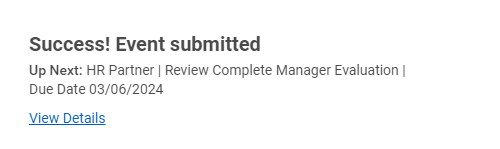 Success! Event submitted
Up Next: HR Partner | Review Complete Manager Evaluation |
Due Date 03/06/2024
View Details